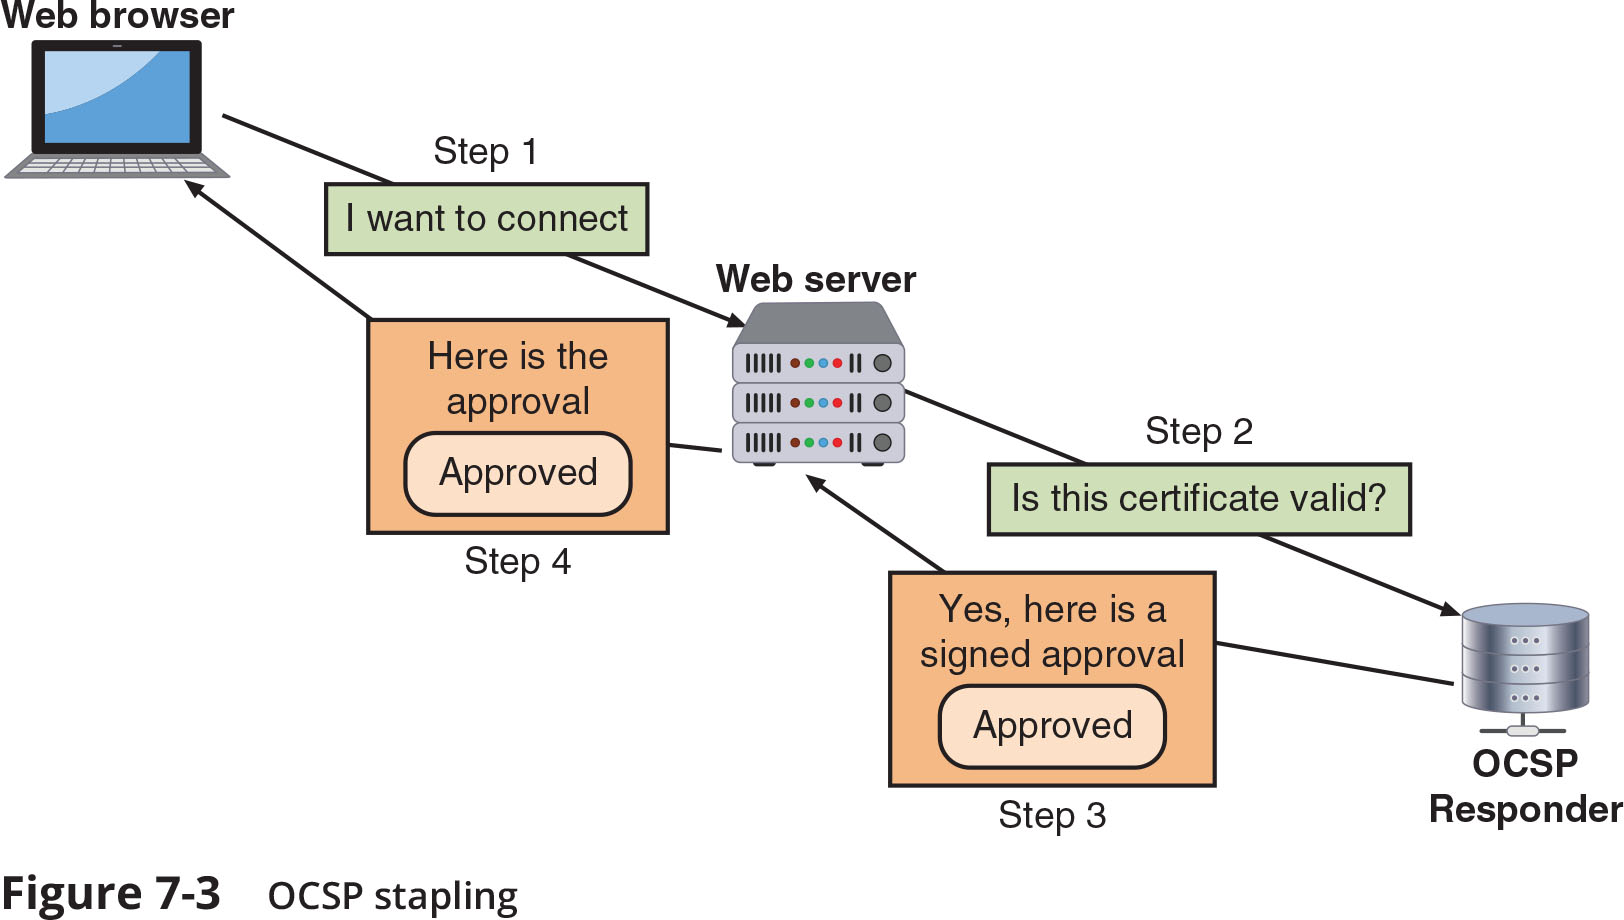 Web browser
Step 1
I want to connect
Web server
Here is the
approval
Approved
Step 4
Step 2
Is this certificate valid?
Yes, here is a
signed approval
Approved
Step 3
OCSP
Responder
Figure 7-3 OCSP stapling